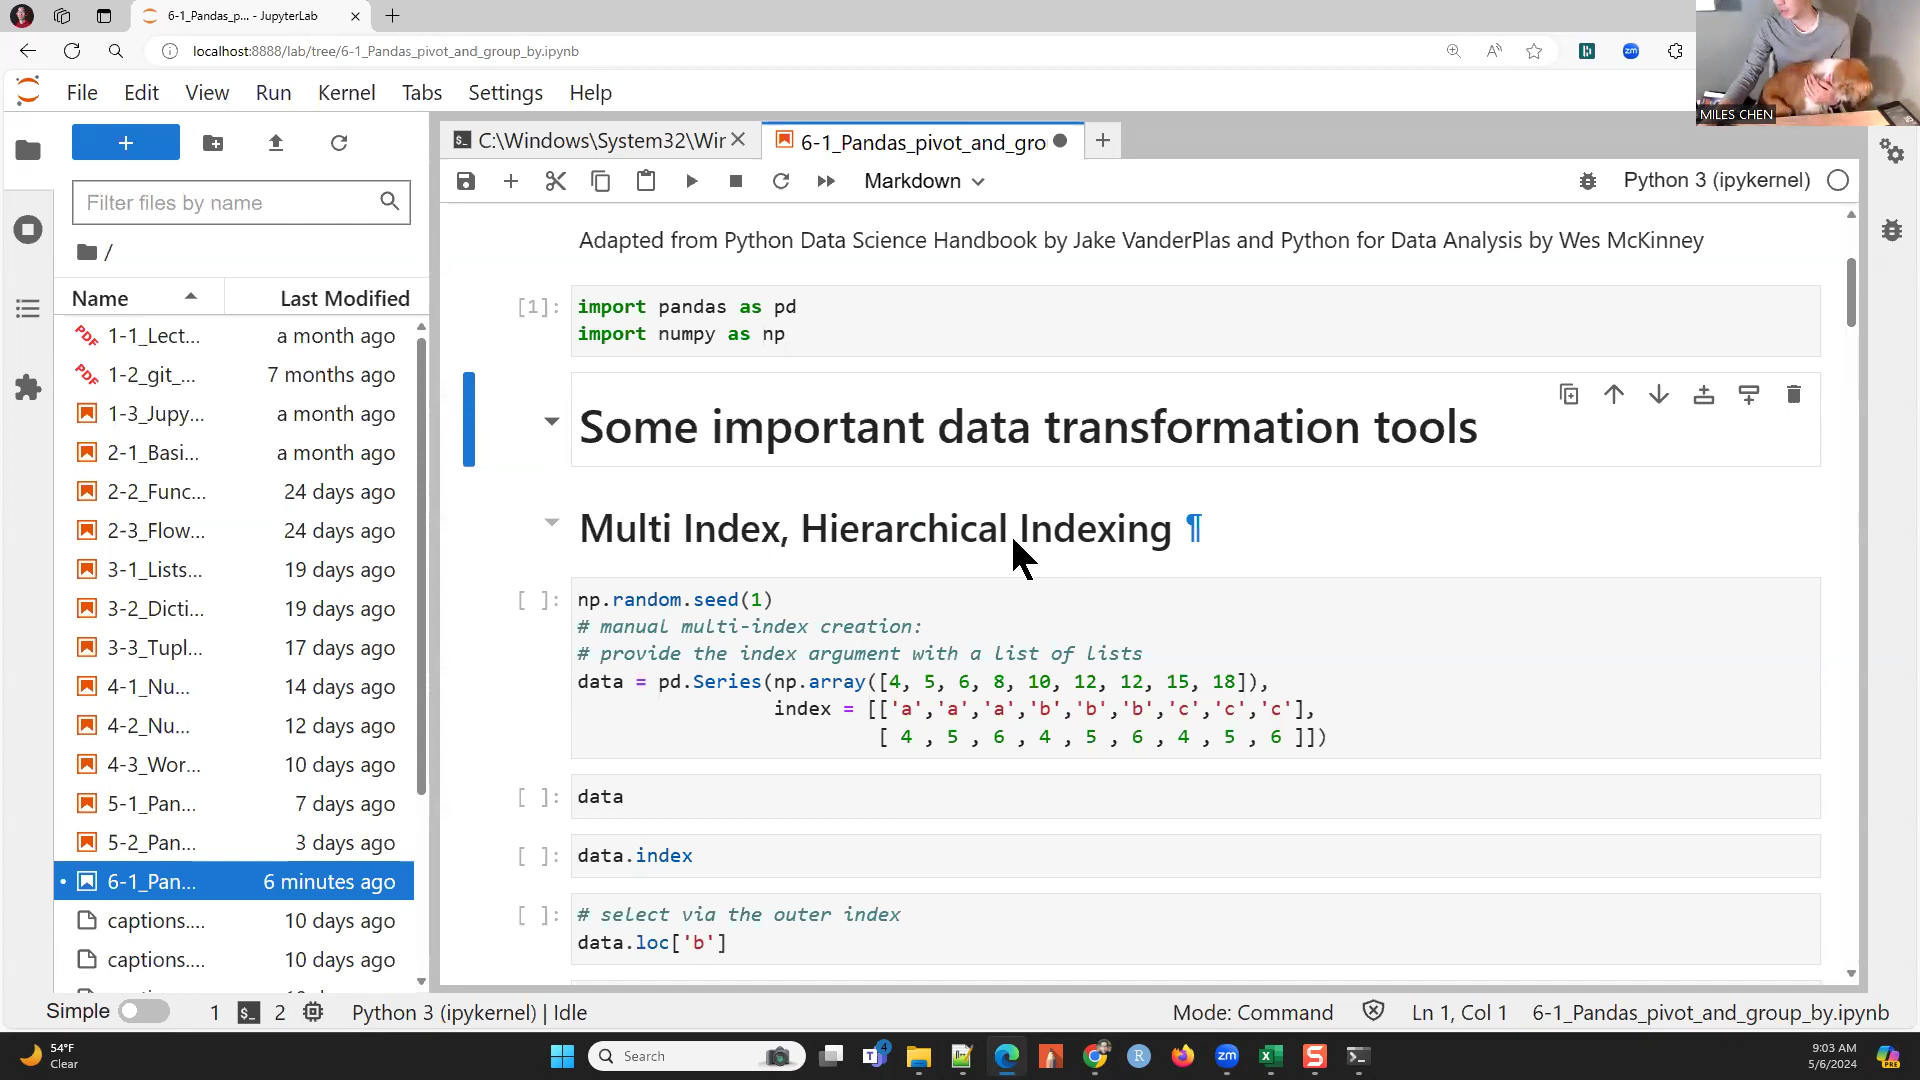 6-1_Pandas_p... - JupyterLab
localhost:8888/lab/tree/6-1_Pandas_pivot_and_group_by.ipynb
MILES CHEN
File Edit View Run Kernel Tabs Settings Help
C:\Windows\System32\Wir
6-1_Pandas_pivot_and_gro
Markdown
Python 3 (ipykernel)
Filter files by name
/
Name Last Modified
1-1_Lect... a month ago
1-2_git_... 7 months ago
1-3_Jupy... a month ago
2-1_Basi... a month ago
2-2_Func... 24 days ago
2-3_Flow... 24 days ago
3-1_Lists... 19 days ago
3-2_Dicti... 19 days ago
3-3_Tupl... 17 days ago
4-1_Nu... 14 days ago
4-2_Nu... 12 days ago
4-3_Wor... 10 days ago
5-1_Pan... 7 days ago
5-2_Pan... 3 days ago
6-1_Pan... 6 minutes ago
captions.... 10 days ago
captions.... 10 days ago
Adapted from Python Data Science Handbook by Jake VanderPlas and Python for Data Analysis by Wes McKinney
[1]: import pandas as pd
import numpy as np
Some important data transformation tools
Multi Index, Hierarchical Indexing ¶
[ ]: np.random.seed(1)
# manual multi-index creation:
# provide the index argument with a list of lists
data = pd.Series(np.array([4, 5, 6, 8, 10, 12, 12, 15, 18]),
index = [['a','a','a','b','b','b','c','c','c'],
[ 4 , 5 , 6 , 4 , 5 , 6 , 4 , 5 , 6 ]])
[ ]: data
[ ]: data.index
[ ]: # select via the outer index
data.loc['b']
Simple 1 2 Python 3 (ipykernel) | Idle
Mode: Command Ln 1, Col 1 6-1_Pandas_pivot_and_group_by.ipynb
54°F
Clear
Search
4
9:03 AM
5/6/2024